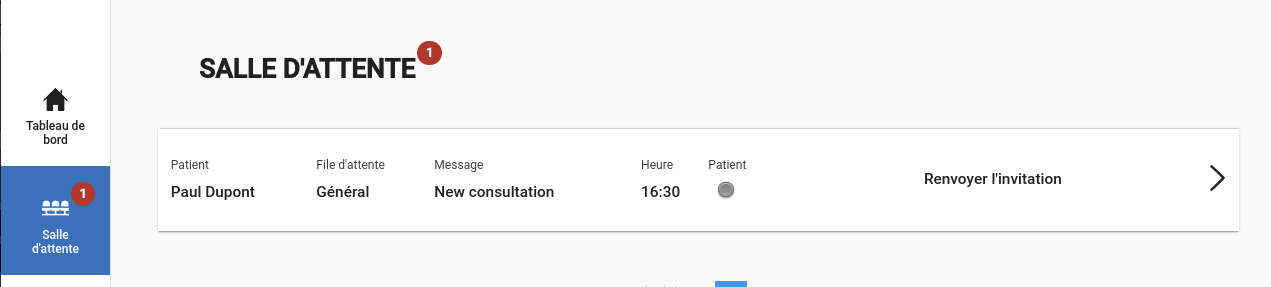 SALLE D'ATTENTE 1
Tableau de
bord
1
Salle
d'attente
Patient File d'attente Message Heure Patient
Paul Dupont Général New consultation 16:30 Renvoyer l'invitation